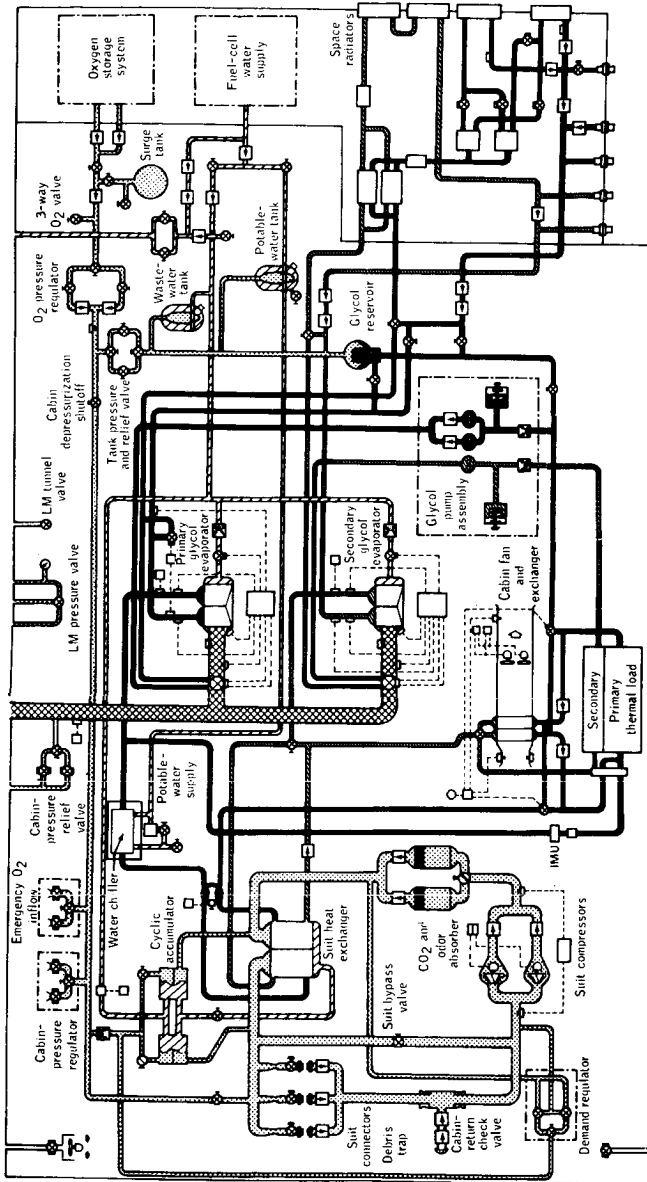 Oxygen
storage
system
Fuel-cell
water
supply
Space
radiators
Surge
tank
3-way
O2 valve
Potable-
water tank
Waste-
water
tank
O2 pressure
regulator
Glycol
reservoir
Cabin
depressurization
shutoff
Tank pressure
and relief valve
Glycol
pump
assembly
LM tunnel
valve
LM pressure valve
Primary
glycol
evaporator
Secondary
glycol
evaporator
Cabin fan
and
exchanger
Secondary
Primary
thermal load
Cabin-
pressure
relief
valve
Potable-water
supply
IMU
Emergency O2
inflow
Water chiller
Cyclic
accumulator
Suit heat
exchanger
CO2 and
odor
absorber
Suit compressors
Suit bypass
valve
Cabin-
pressure
regulator
Suit
connectors
Debris
trap
Cabin-
return
check
valve
Demand regulator